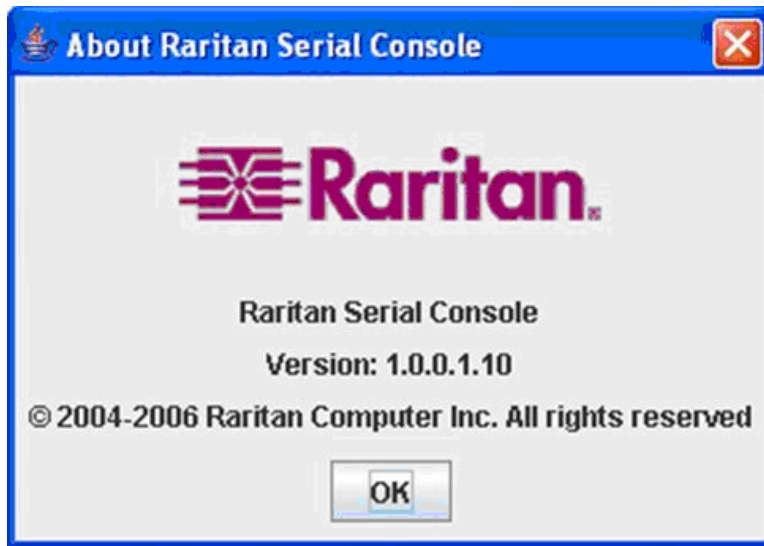 About Raritan Serial Console
Raritan.
Raritan Serial Console
Version: 1.0.0.1.10
© 2004-2006 Raritan Computer Inc. All rights reserved
OK